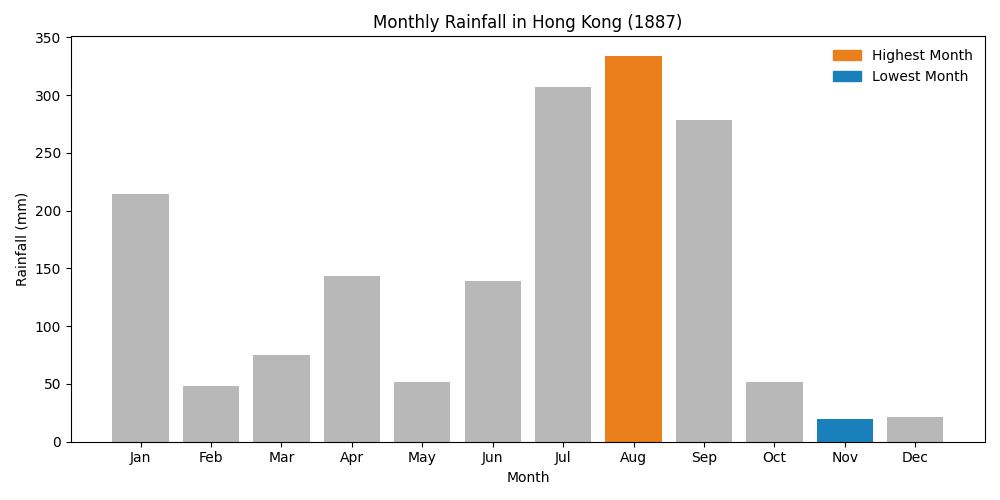 Monthly Rainfall in Hong Kong (1887)
Highest Month
Lowest Month
Rainfall (mm)
350
300
250
200
150
100
50
0
Jan Feb Mar Apr May Jun Jul Aug Sep Oct Nov Dec
Month